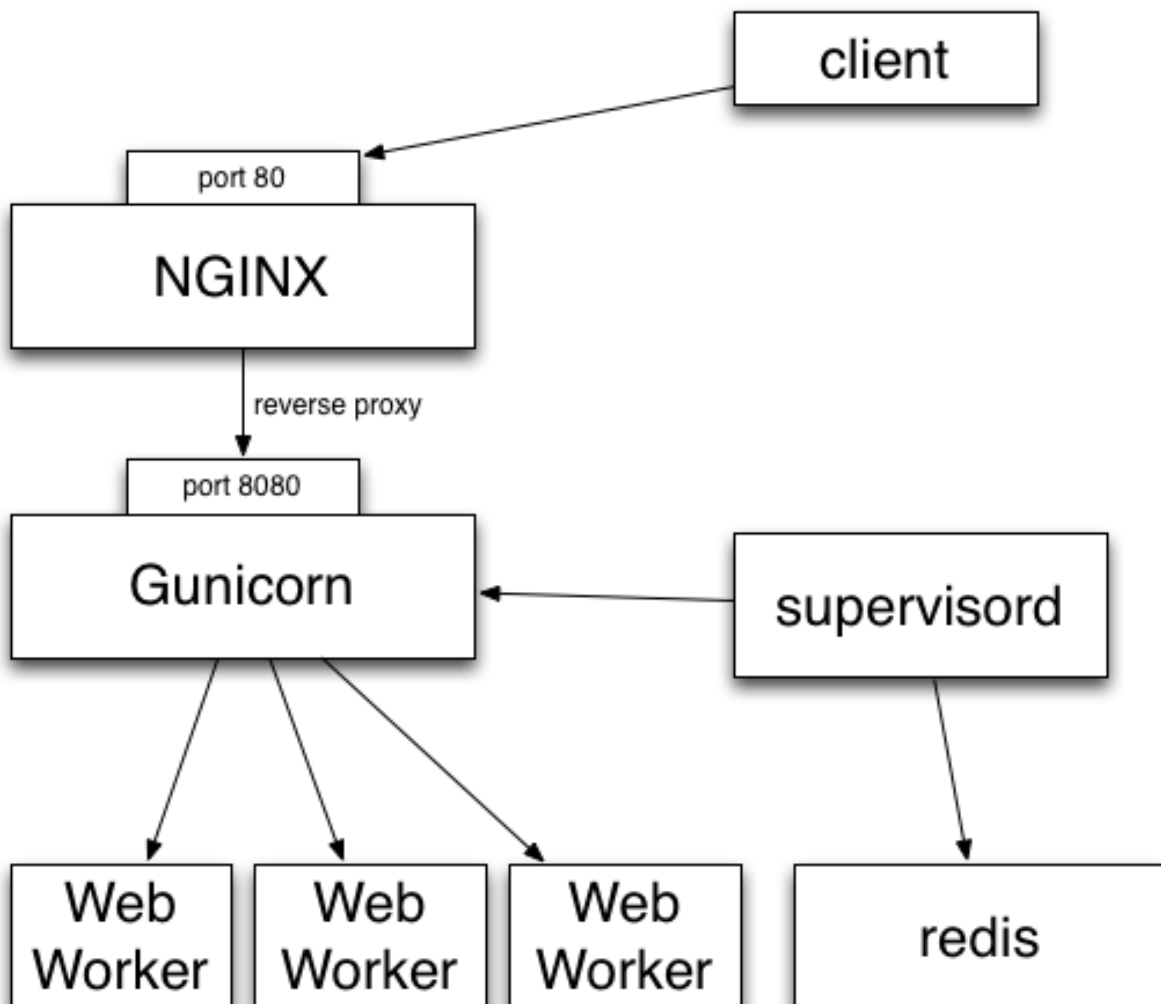 client
port 80
NGINX
reverse proxy
port 8080
Gunicorn
supervisord
Web
Worker
Web
Worker
Web
Worker
redis